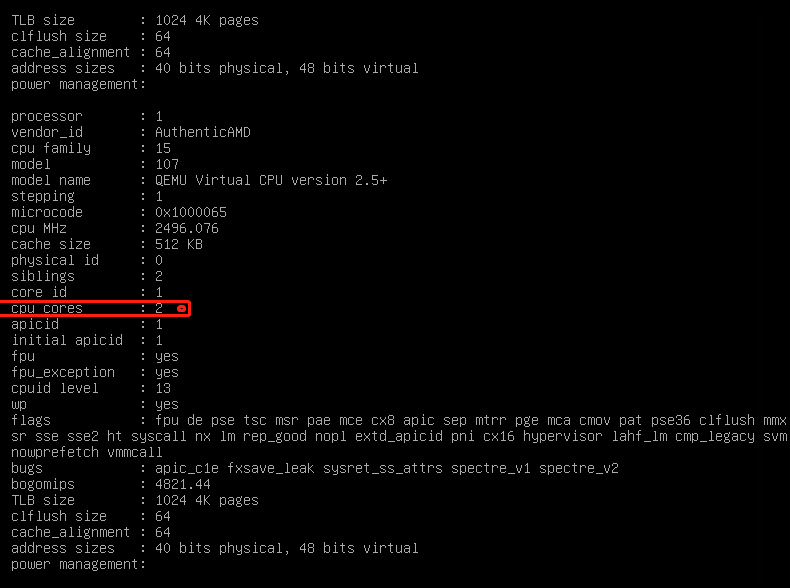 TLB size        : 1024 4K pages
clflush size    : 64
cache_alignment : 64
address sizes   : 40 bits physical, 48 bits virtual
power management:
processor       : 1
vendor_id       : AuthenticAMD
cpu family      : 15
model           : 107
model name      : QEMU Virtual CPU version 2.5+
stepping        : 1
microcode       : 0x1000065
cpu MHz         : 2496.076
cache size      : 512 KB
physical id     : 0
siblings        : 2
core id         : 1
cpu cores       : 2
apicid          : 1
initial apicid  : 1
fpu             : yes
fpu_exception   : yes
cpuid level     : 13
wp              : yes
flags           : fpu de pse tsc msr pae mce cx8 apic sep mtrr pge mca cmov pat pse36 clflush mmx
sr sse sse2 ht syscall nx lm rep_good nopl extd_apicid pni cx16 hypervisor lahf_lm cmp_legacy svm
nowprefetch vmmcall
bugs            : apic_c1e fxsave_leak sysret_ss_attrs spectre_v1 spectre_v2
bogomips        : 4821.44
TLB size        : 1024 4K pages
clflush size    : 64
cache_alignment : 64
address sizes   : 40 bits physical, 48 bits virtual
power management: